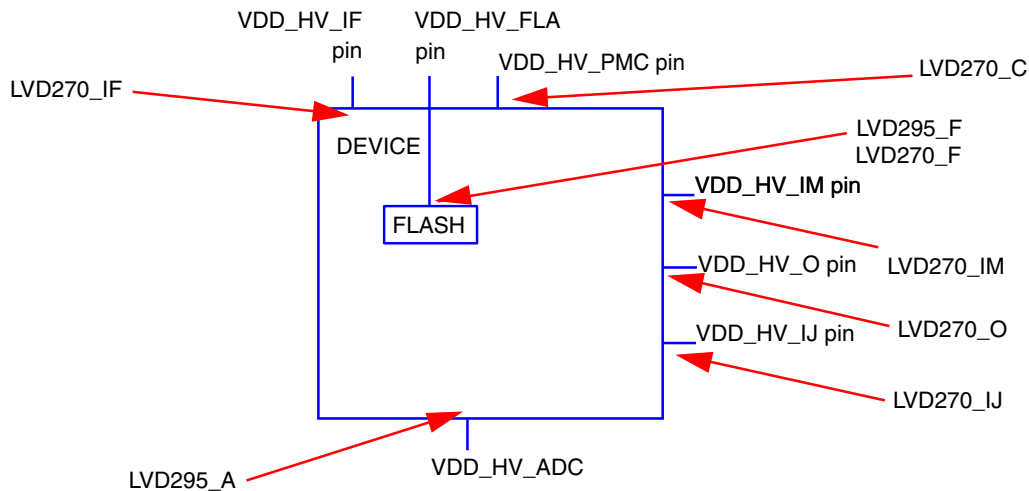 VDD_HV_IF
pin
VDD_HV_FLA
pin
VDD_HV_PMC pin
LVD270_C
LVD270_IF
DEVICE
LVD295_F
LVD270_F
VDD_HV_IM pin
FLASH
VDD_HV_O pin
LVD270_IM
LVD270_O
VDD_HV_IJ pin
LVD270_IJ
VDD_HV_ADC
LVD295_A